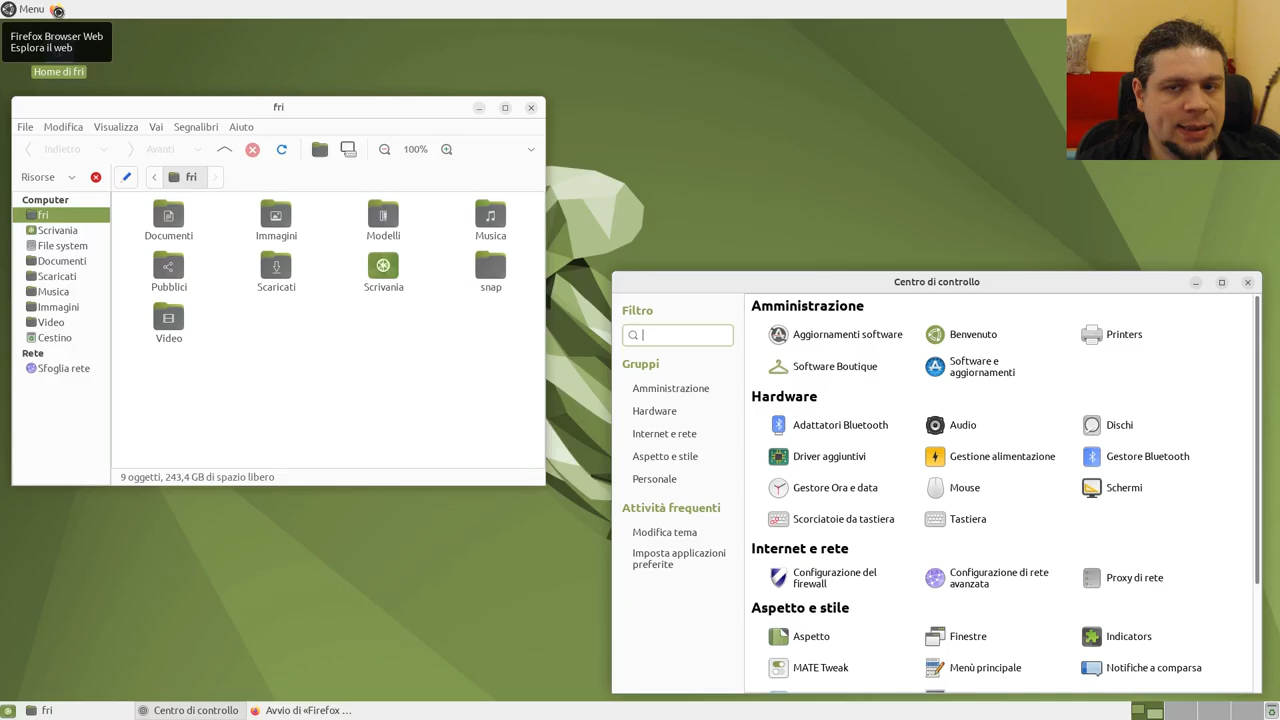 Menu
Firefox Browser Web
Esplora il web
Home di fri
fri
File Modifica Visualizza Vai Segnalibri Aiuto
Indietro Avanti 100%
Risorse fri
Computer
fri
Scrivania
File system
Documenti
Scaricati
Musica
Immagini
Video
Cestino
Rete
Sfoglia rete
Documenti Immagini Modelli Musica
Pubblici Scaricati Scrivania snap
Video
9 oggetti, 243,4 GB di spazio libero
Centro di controllo
Filtro
Gruppi
Amministrazione
Hardware
Internet e rete
Aspetto e stile
Personale
Attività frequenti
Modifica tema
Imposta applicazioni
preferite
Amministrazione
Aggiornamenti software Benvenuto Printers
Software Boutique Software e
aggiornamenti
Hardware
Adattatori Bluetooth Audio Dischi
Driver aggiuntivi Gestione alimentazione Gestore Bluetooth
Gestore Ora e data Mouse Schermi
Scorciatoie da tastiera Tastiera
Internet e rete
Configurazione del
firewall
Configurazione di rete
avanzata
Proxy di rete
Aspetto e stile
Aspetto Finestre Indicators
MATE Tweak Menù principale Notifiche a comparsa
fri Centro di controllo Avvio di «Firefox ...